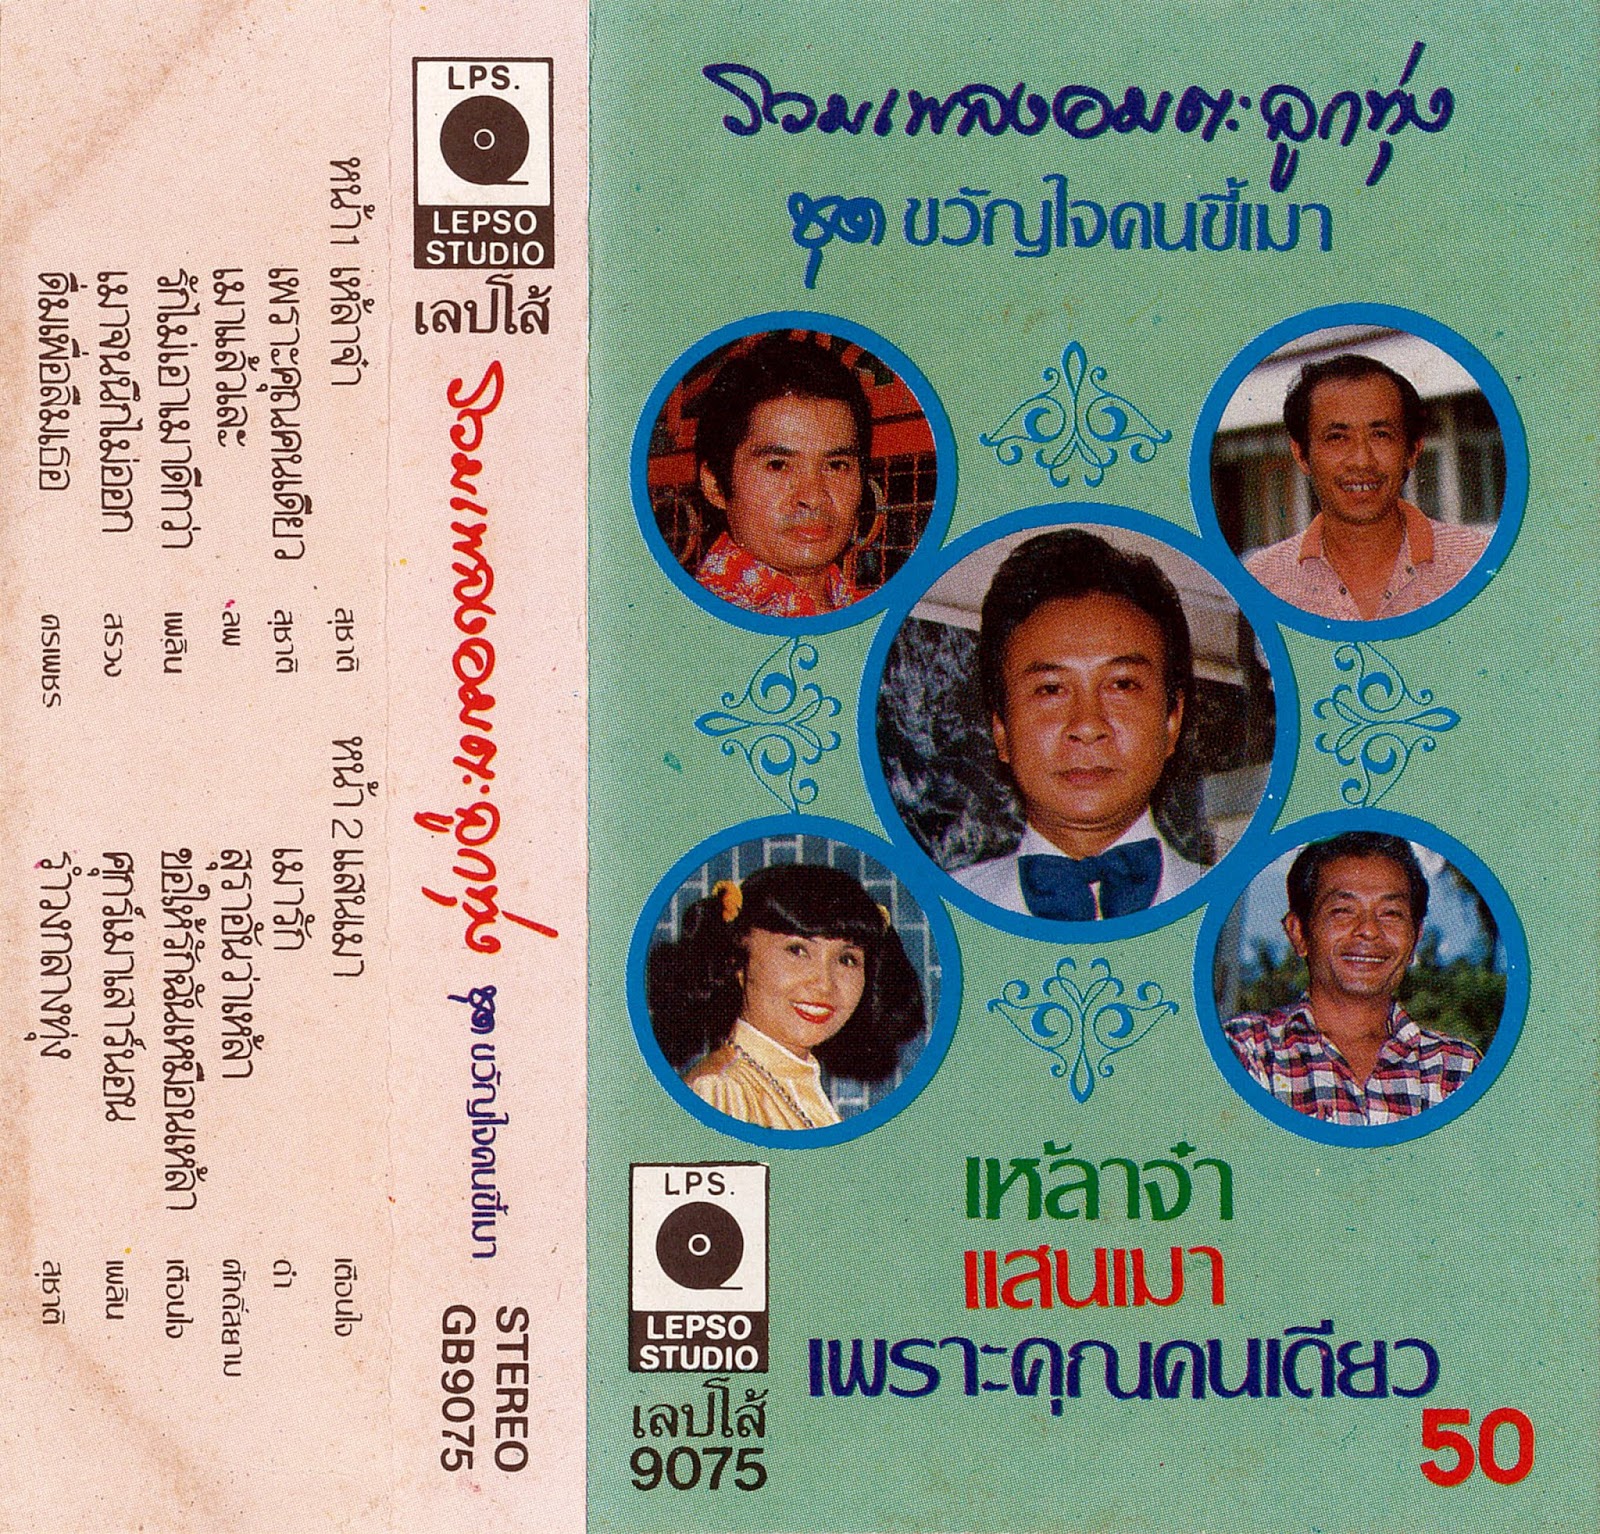 หน้า 1 เหล้าจ๋า สุชาติ
เพราะคุณคนเดียว สุชาติ
เมาแล้วเละ ลพ
รักไม่เอาเมาดีกว่า เพลิน
เมาจนนึกไม่ออก สรวง
ดื่มเพื่อลืมเธอ ศรเพชร
หน้า 2 แสนเมา เตือนใจ
เมารัก ดำ
สุราอันว่าเหล้า ศักดิ์สยาม
ขอให้รักฉันเหมือนเหล้า เตือนใจ
ศุกร์เมาเสาร์นอน เพลิน
รำวงกลางทุ่ง สุชาติ
LPS.
LEPSO
STUDIO
เลปโส้
รวมเพลงอมตะลูกทุ่ง ชุด ขวัญใจคนขี้เมา
STEREO
GB9075
รวมเพลงอมตะลูกทุ่ง
ชุด ขวัญใจคนขี้เมา
เหล้าจ๋า
แสนเมา
เพราะคุณคนเดียว
50
LPS.
LEPSO
STUDIO
เลปโส้
9075